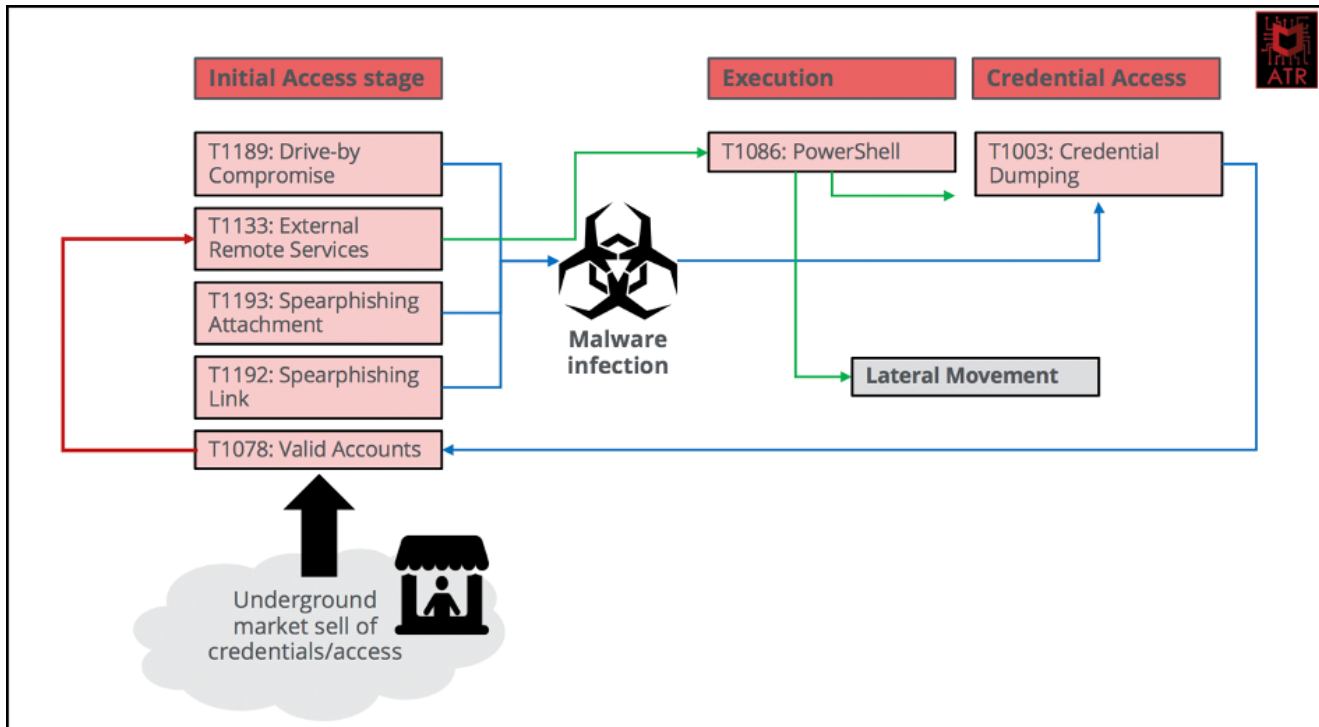 Initial Access stage
Execution
Credential Access
ATR
T1189: Drive-by
Compromise
T1086: PowerShell
T1003: Credential
Dumping
T1133: External
Remote Services
T1193: Spearphishing
Attachment
Malware
infection
T1192: Spearphishing
Link
Lateral Movement
T1078: Valid Accounts
Underground
market sell of
credentials/access